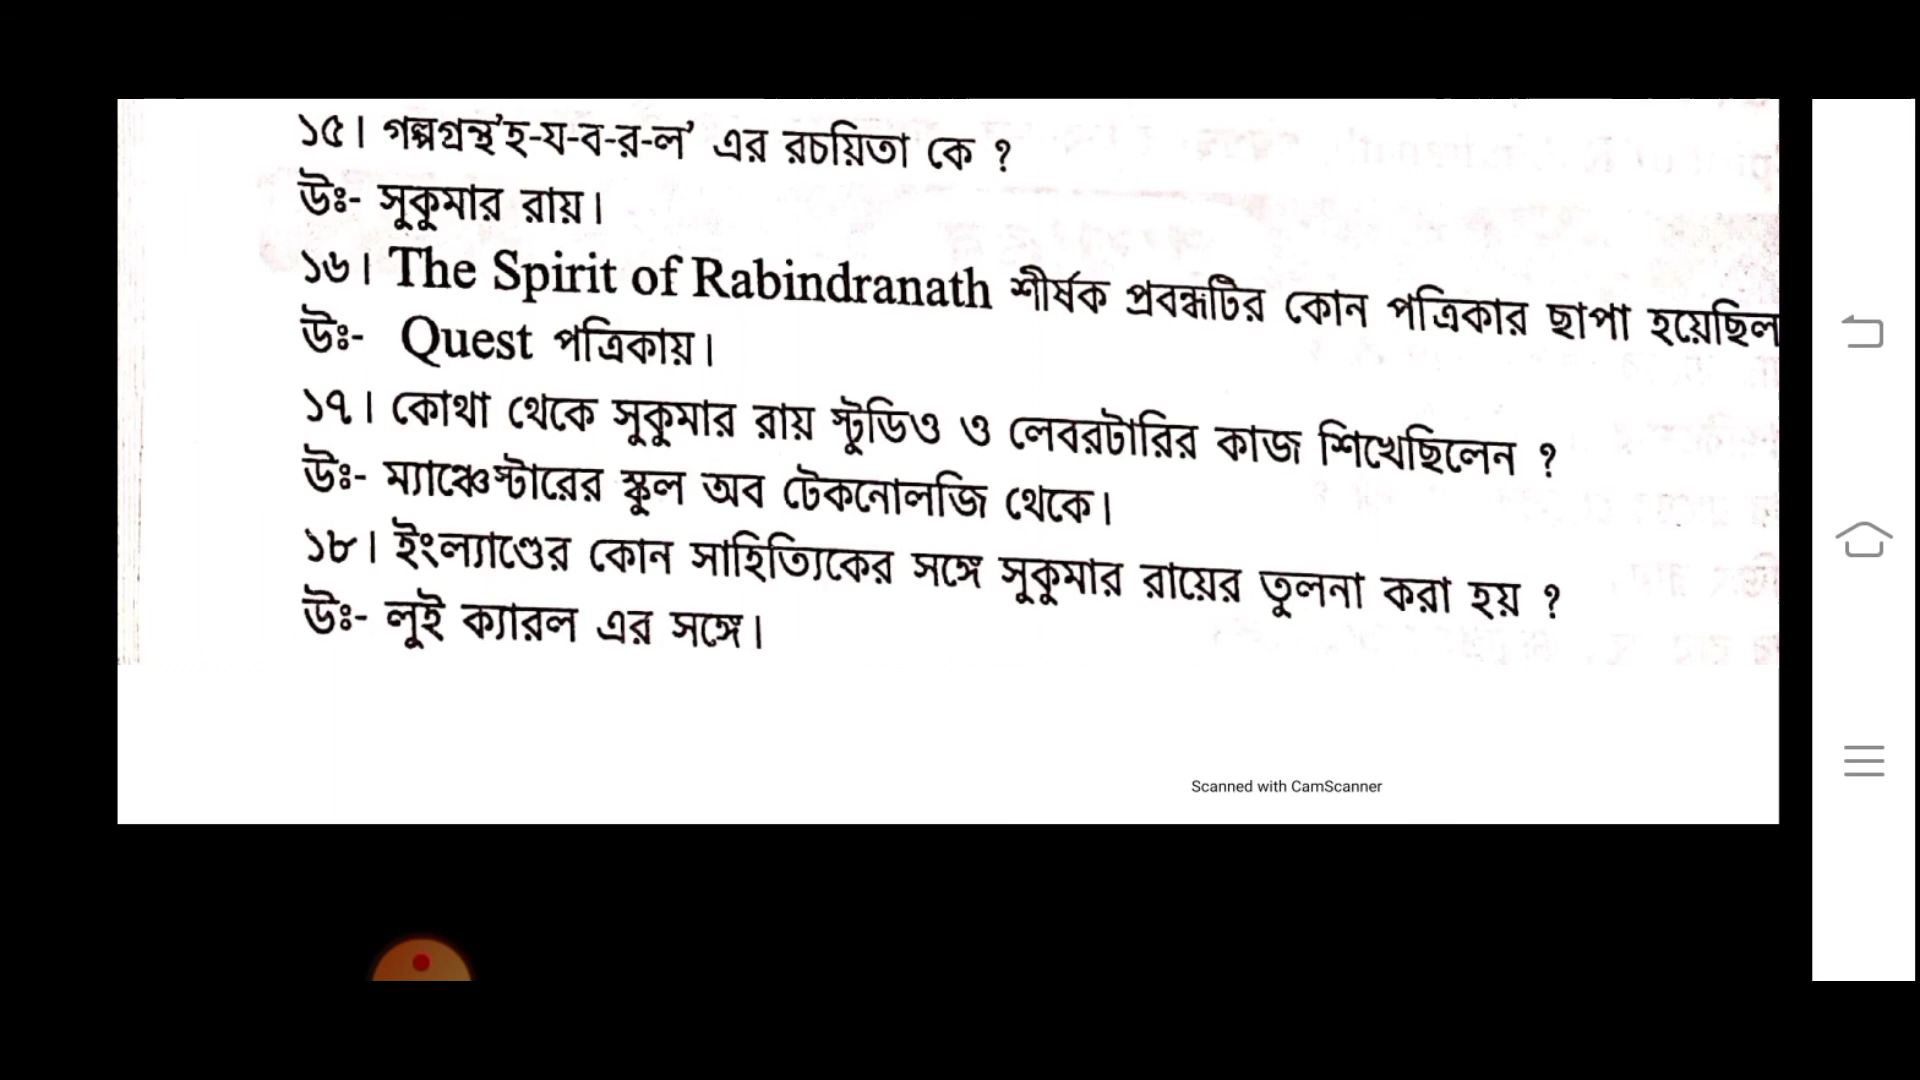 ১৫। গল্পগ্রন্থ'হ-য-ব-র-ল' এর রচয়িতা কে ?
উঃ- সুকুমার রায়।
১৬। The Spirit of Rabindranath শীর্ষক প্রবন্ধটির কোন পত্রিকার ছাপা হয়েছিল
উঃ- Quest পত্রিকায়।
১৭। কোথা থেকে সুকুমার রায় স্টুডিও ও লেবরটারির কাজ শিখেছিলেন ?
উঃ- ম্যাঞ্চেস্টারের স্কুল অব টেকনোলজি থেকে।
১৮। ইংল্যাণ্ডের কোন সাহিত্যিকের সঙ্গে সুকুমার রায়ের তুলনা করা হয় ?
উঃ- লুই ক্যারল এর সঙ্গে।
Scanned with CamScanner